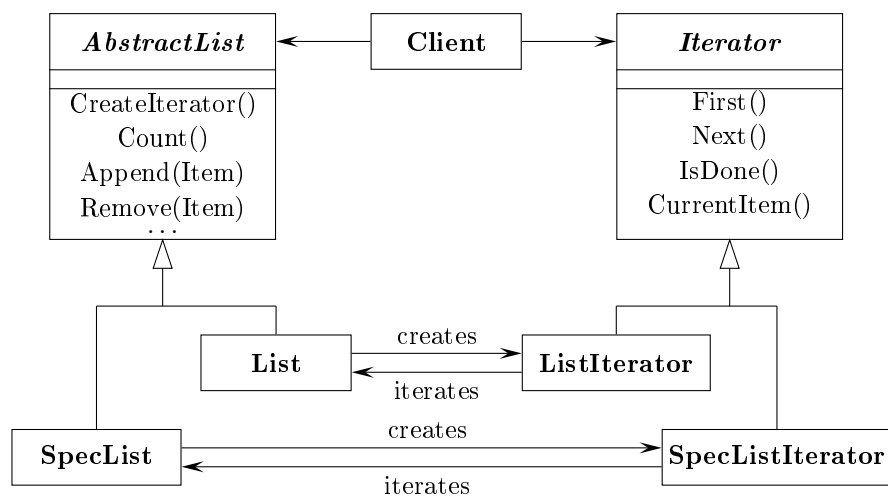 AbstractList
Client
Iterator
CreateIterator()
Count()
Append(Item)
Remove(Item)
...
First()
Next()
IsDone()
CurrentItem()
creates
List
ListIterator
iterates
creates
SpecList
SpecListIterator
iterates